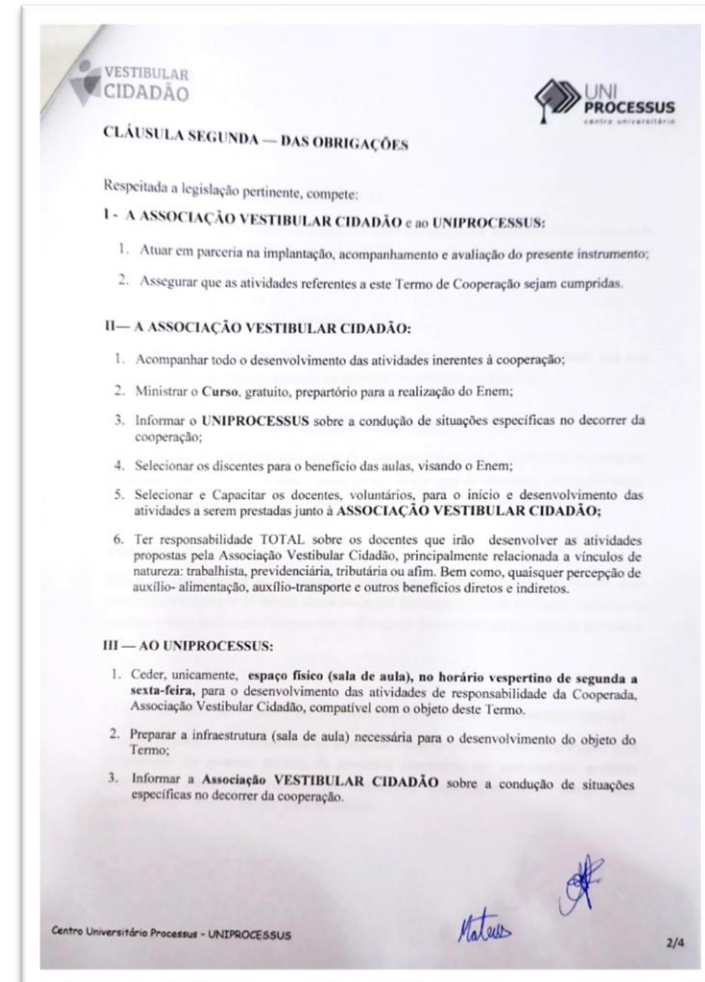 VESTIBULAR
CIDADÃO
UNI
PROCESSUS
centro universitário
CLÁUSULA SEGUNDA — DAS OBRIGAÇÕES
Respeitada a legislação pertinente, compete:
I - A ASSOCIAÇÃO VESTIBULAR CIDADÃO e ao UNIPROCESSUS:
1. Atuar em parceria na implantação, acompanhamento e avaliação do presente instrumento;
2. Assegurar que as atividades referentes a este Termo de Cooperação sejam cumpridas.
II— A ASSOCIAÇÃO VESTIBULAR CIDADÃO:
1. Acompanhar todo o desenvolvimento das atividades inerentes à cooperação;
2. Ministrar o Curso, gratuito, prepartório para a realização do Enem;
3. Informar o UNIPROCESSUS sobre a condução de situações específicas no decorrer da
cooperação;
4. Selecionar os discentes para o benefício das aulas, visando o Enem;
5. Selecionar e Capacitar os docentes, voluntários, para o início e desenvolvimento das
atividades a serem prestadas junto à ASSOCIAÇÃO VESTIBULAR CIDADÃO;
6. Ter responsabilidade TOTAL sobre os docentes que irão desenvolver as atividades
propostas pela Associação Vestibular Cidadão, principalmente relacionada a vínculos de
natureza: trabalhista, previdenciária, tributária ou afim. Bem como, quaisquer percepção de
auxílio- alimentação, auxílio-transporte e outros benefícios diretos e indiretos.
III — AO UNIPROCESSUS:
1. Ceder, unicamente, espaço físico (sala de aula), no horário vespertino de segunda a
sexta-feira, para o desenvolvimento das atividades de responsabilidade da Cooperada,
Associação Vestibular Cidadão, compatível com o objeto deste Termo.
2. Preparar a infraestrutura (sala de aula) necessária para o desenvolvimento do objeto do
Termo;
3. Informar a Associação VESTIBULAR CIDADÃO sobre a condução de situações
específicas no decorrer da cooperação.
Mateus
Centro Universitário Processus - UNIPROCESSUS
2/4